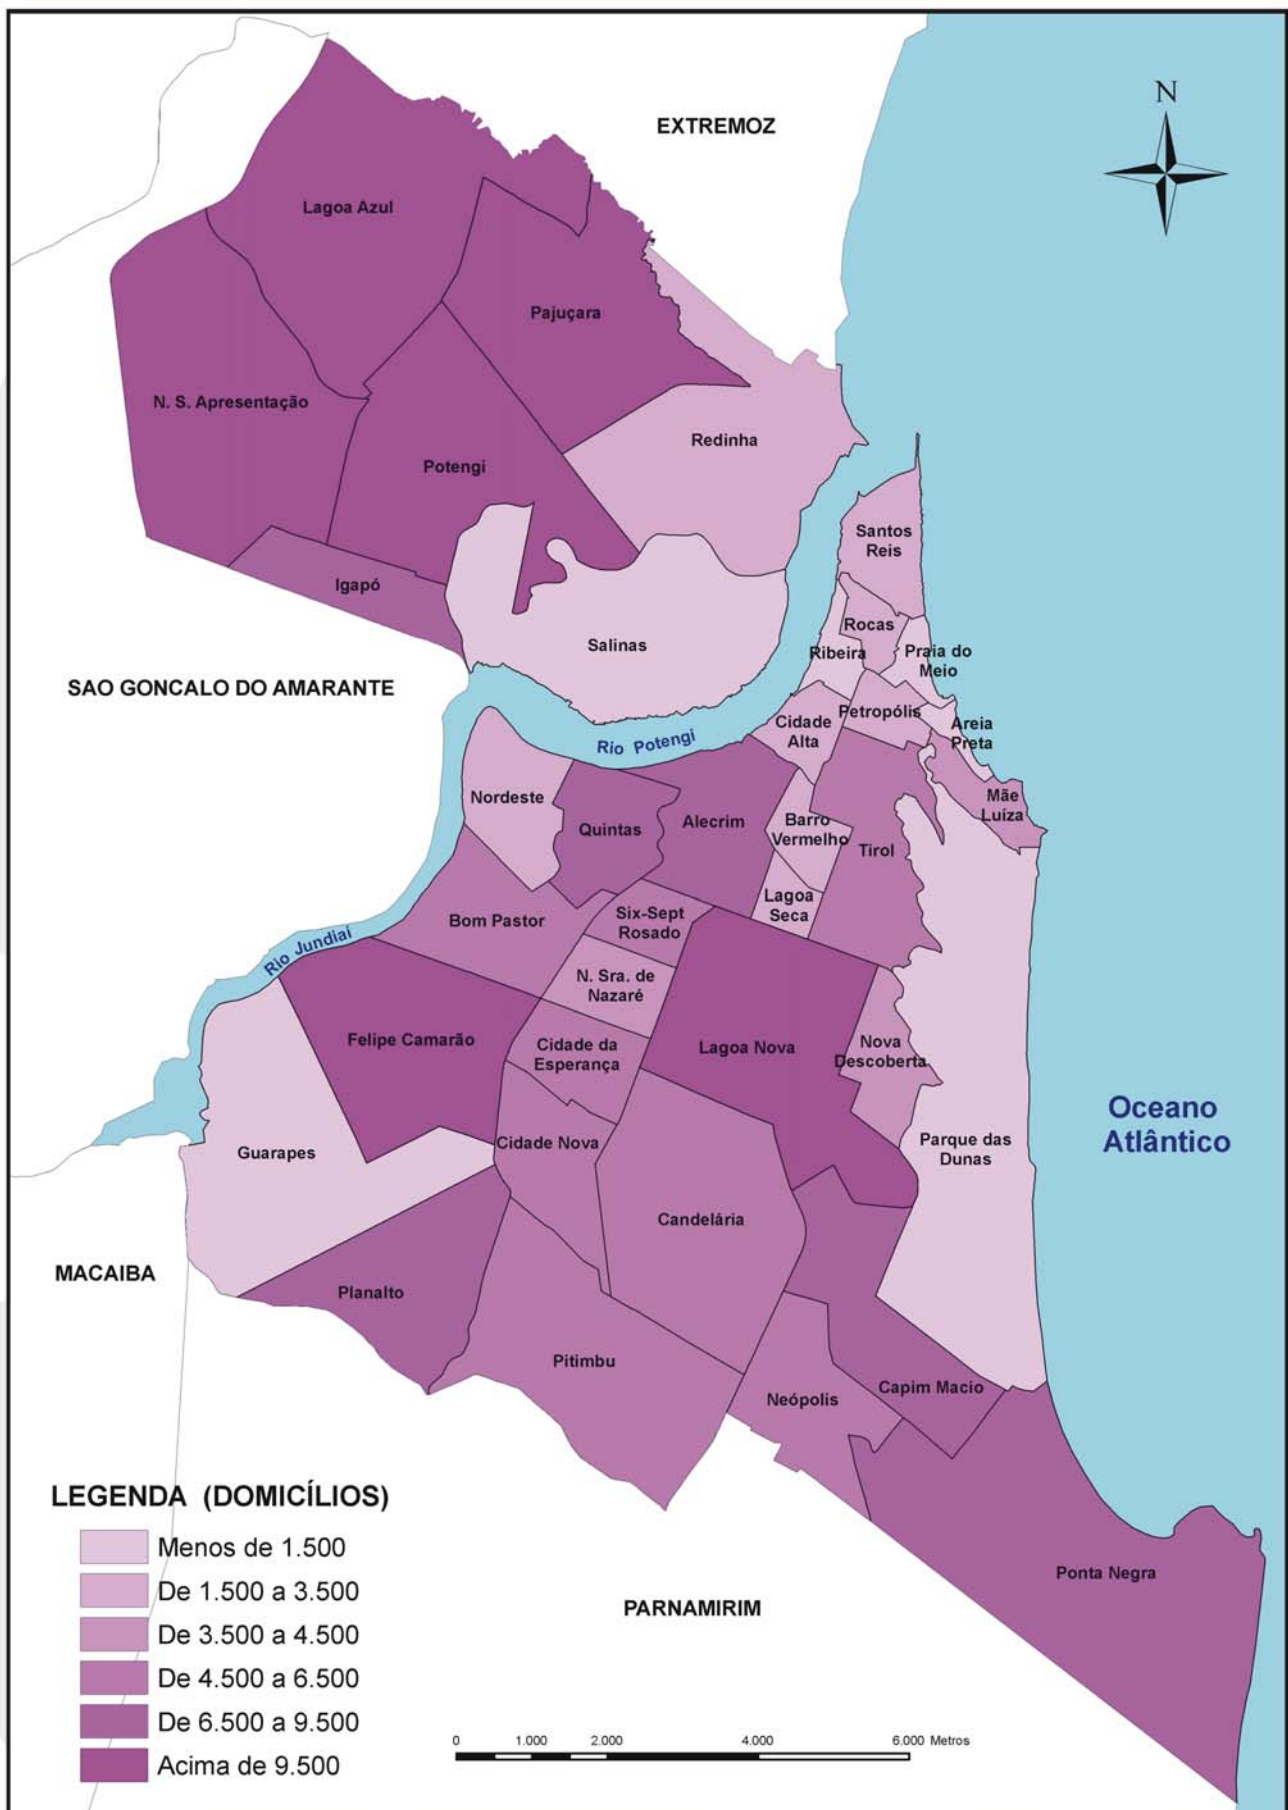 N
EXTREMOZ
Lagoa Azul
Pajuçara
N. S. Apresentação
Redinha
Potengi
Santos
Reis
Igapó
Rocas
Salinas
Ribeira
Praia do
Meio
SAO GONCALO DO AMARANTE
Petropólis
Cidade
Alta
Areia
Preta
Rio Potengi
Nordeste
Mãe
Luíza
Quintas
Alecrim
Barro
Vermelho
Tirol
Lagoa
Seca
Bom Pastor
Six-Sept
Rosado
Rio Jundiaí
N. Sra. de
Nazaré
Felipe Camarão
Cidade da
Esperança
Lagoa Nova
Nova
Descoberta
Oceano
Atlântico
Guarapes
Cidade Nova
Parque das
Dunas
Candelária
MACAIBA
Planalto
Pitimbu
Capim Macio
Neópolis
LEGENDA (DOMICÍLIOS)
Menos de 1.500
De 1.500 a 3.500
De 3.500 a 4.500
De 4.500 a 6.500
De 6.500 a 9.500
Acima de 9.500
Ponta Negra
PARNAMIRIM
0 1.000 2.000 4.000 6.000 Metros